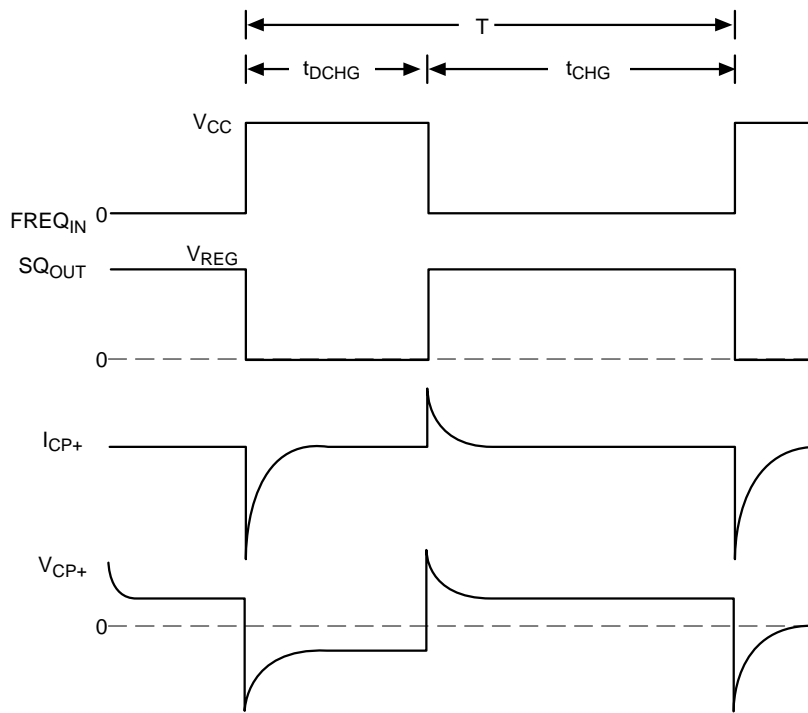 T
tDCHG
tCHG
VCC
0
FREQIN
VREG
SQOUT
0
ICP+
VCP+
0